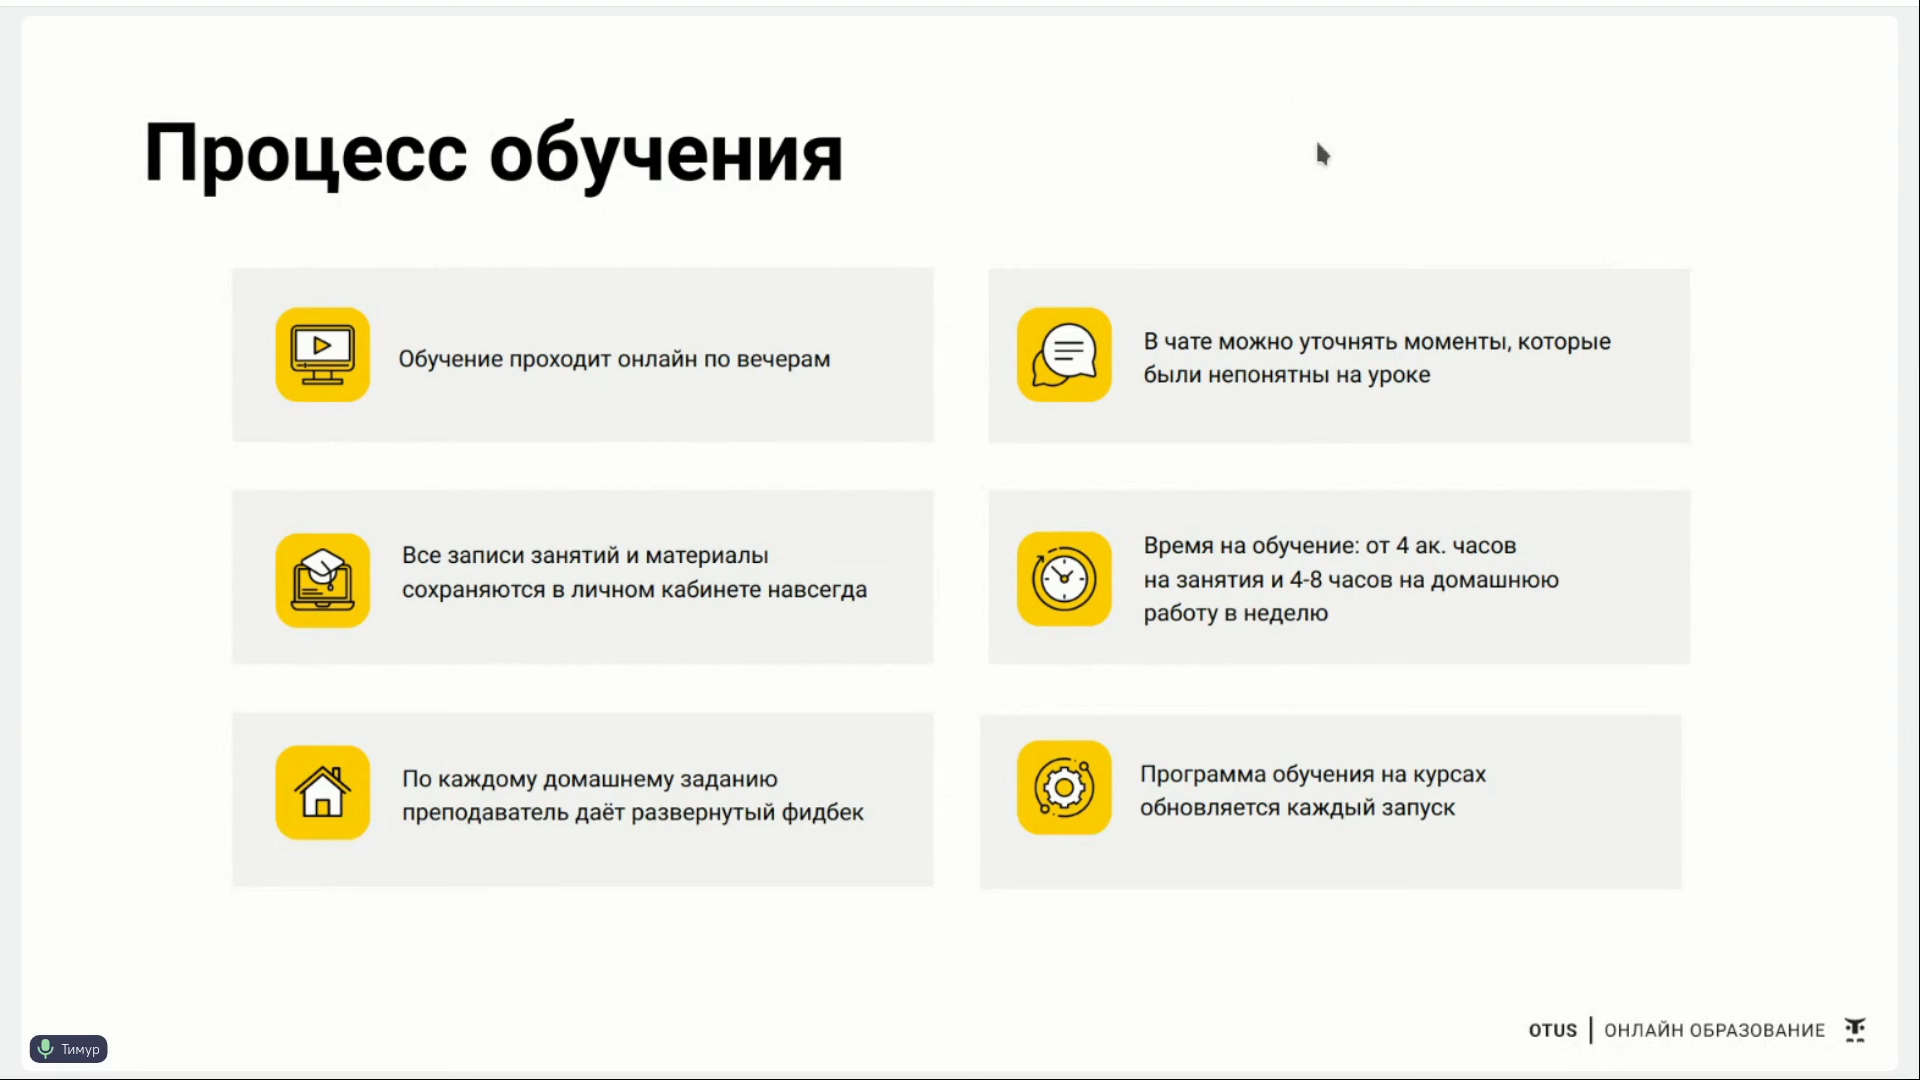 Процесс обучения
Обучение проходит онлайн по вечерам
В чате можно уточнять моменты, которые
были непонятны на уроке
Все записи занятий и материалы
сохраняются в личном кабинете навсегда
Время на обучение: от 4 ак. часов
на занятия и 4-8 часов на домашнюю
работу в неделю
По каждому домашнему заданию
преподаватель даёт развернутый фидбек
Программа обучения на курсах
обновляется каждый запуск
OTUS | ОНЛАЙН ОБРАЗОВАНИЕ
Тимур